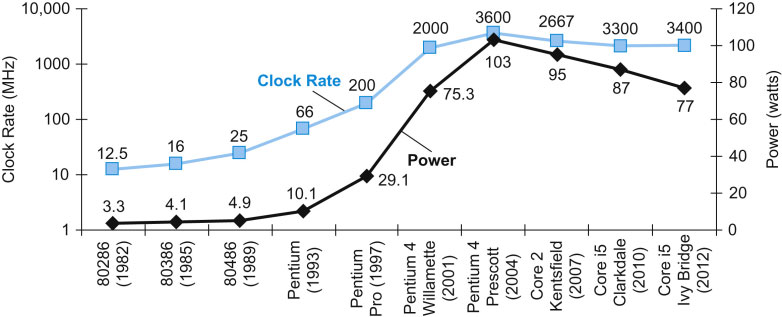 10,000
1000
100
10
1
Clock Rate (MHz)
120
100
80
60
40
20
0
Power (watts)
12.5
16
25
66
200
2000
3600
2667
3300
3400
Clock Rate
3.3
4.1
4.9
10.1
29.1
75.3
103
95
87
77
Power
80286
(1982)
80386
(1985)
80486
(1989)
Pentium
(1993)
Pentium
Pro (1997)
Pentium 4
Willamette
(2001)
Pentium 4
Prescott
(2004)
Core 2
Kentsfield
(2007)
Core i5
Clarkdale
(2010)
Core i5
Ivy Bridge
(2012)